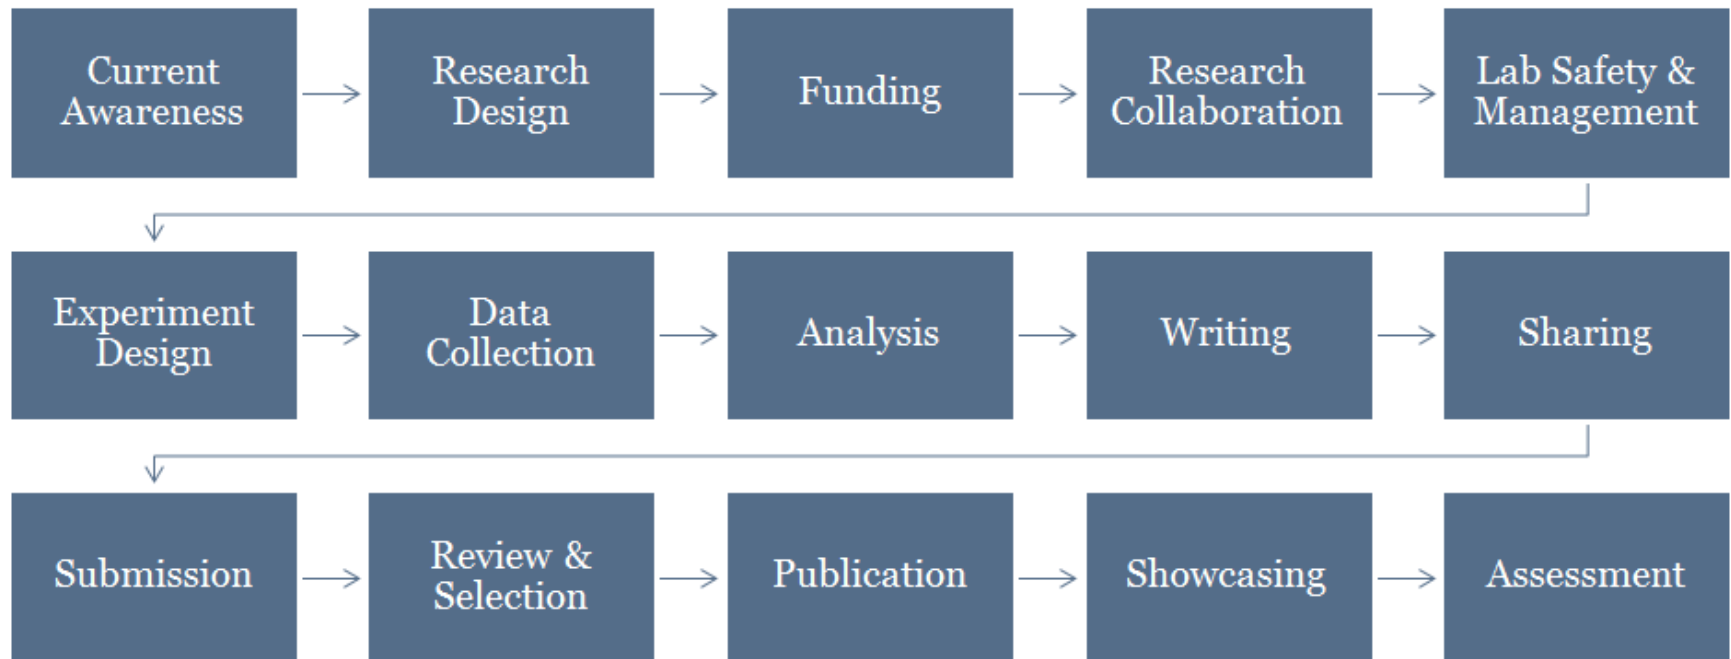 Current
Awareness
Research
Design
Funding
Research
Collaboration
Lab Safety &
Management
Experiment
Design
Data
Collection
Analysis
Writing
Sharing
Submission
Review &
Selection
Publication
Showcasing
Assessment